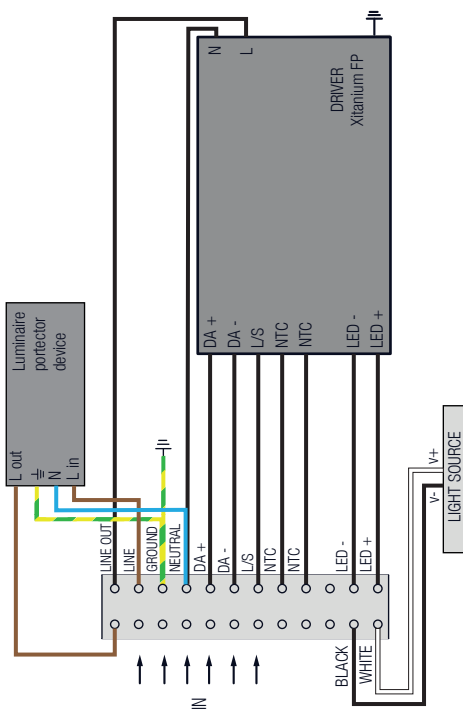 Luminaire
portector
device
L out
⏚
N
L in
N
L
DRIVER
Xitanium FP
DA +
DA -
L/S
NTC
NTC
LED -
LED +
LINE OUT
LINE
GROUND
NEUTRAL
DA +
DA -
L/S
NTC
NTC
LED -
LED +
IN
BLACK
WHITE
V-
V+
LIGHT SOURCE